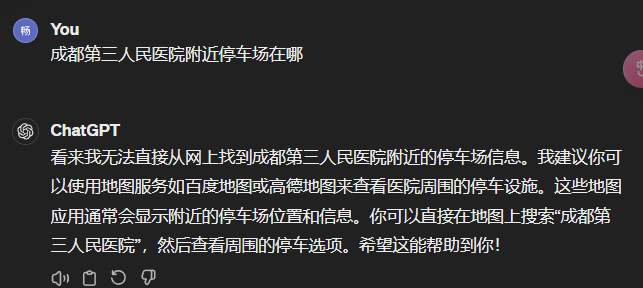 畅
You
成都第三人民医院附近停车场在哪
ChatGPT
看来我无法直接从网上找到成都第三人民医院附近的停车场信息。我建议你可
以使用地图服务如百度地图或高德地图来查看医院周围的停车设施。这些地图
应用通常会显示附近的停车场位置和信息。你可以直接在地图上搜索“成都第
三人民医院”，然后查看周围的停车选项。希望这能帮助到你！